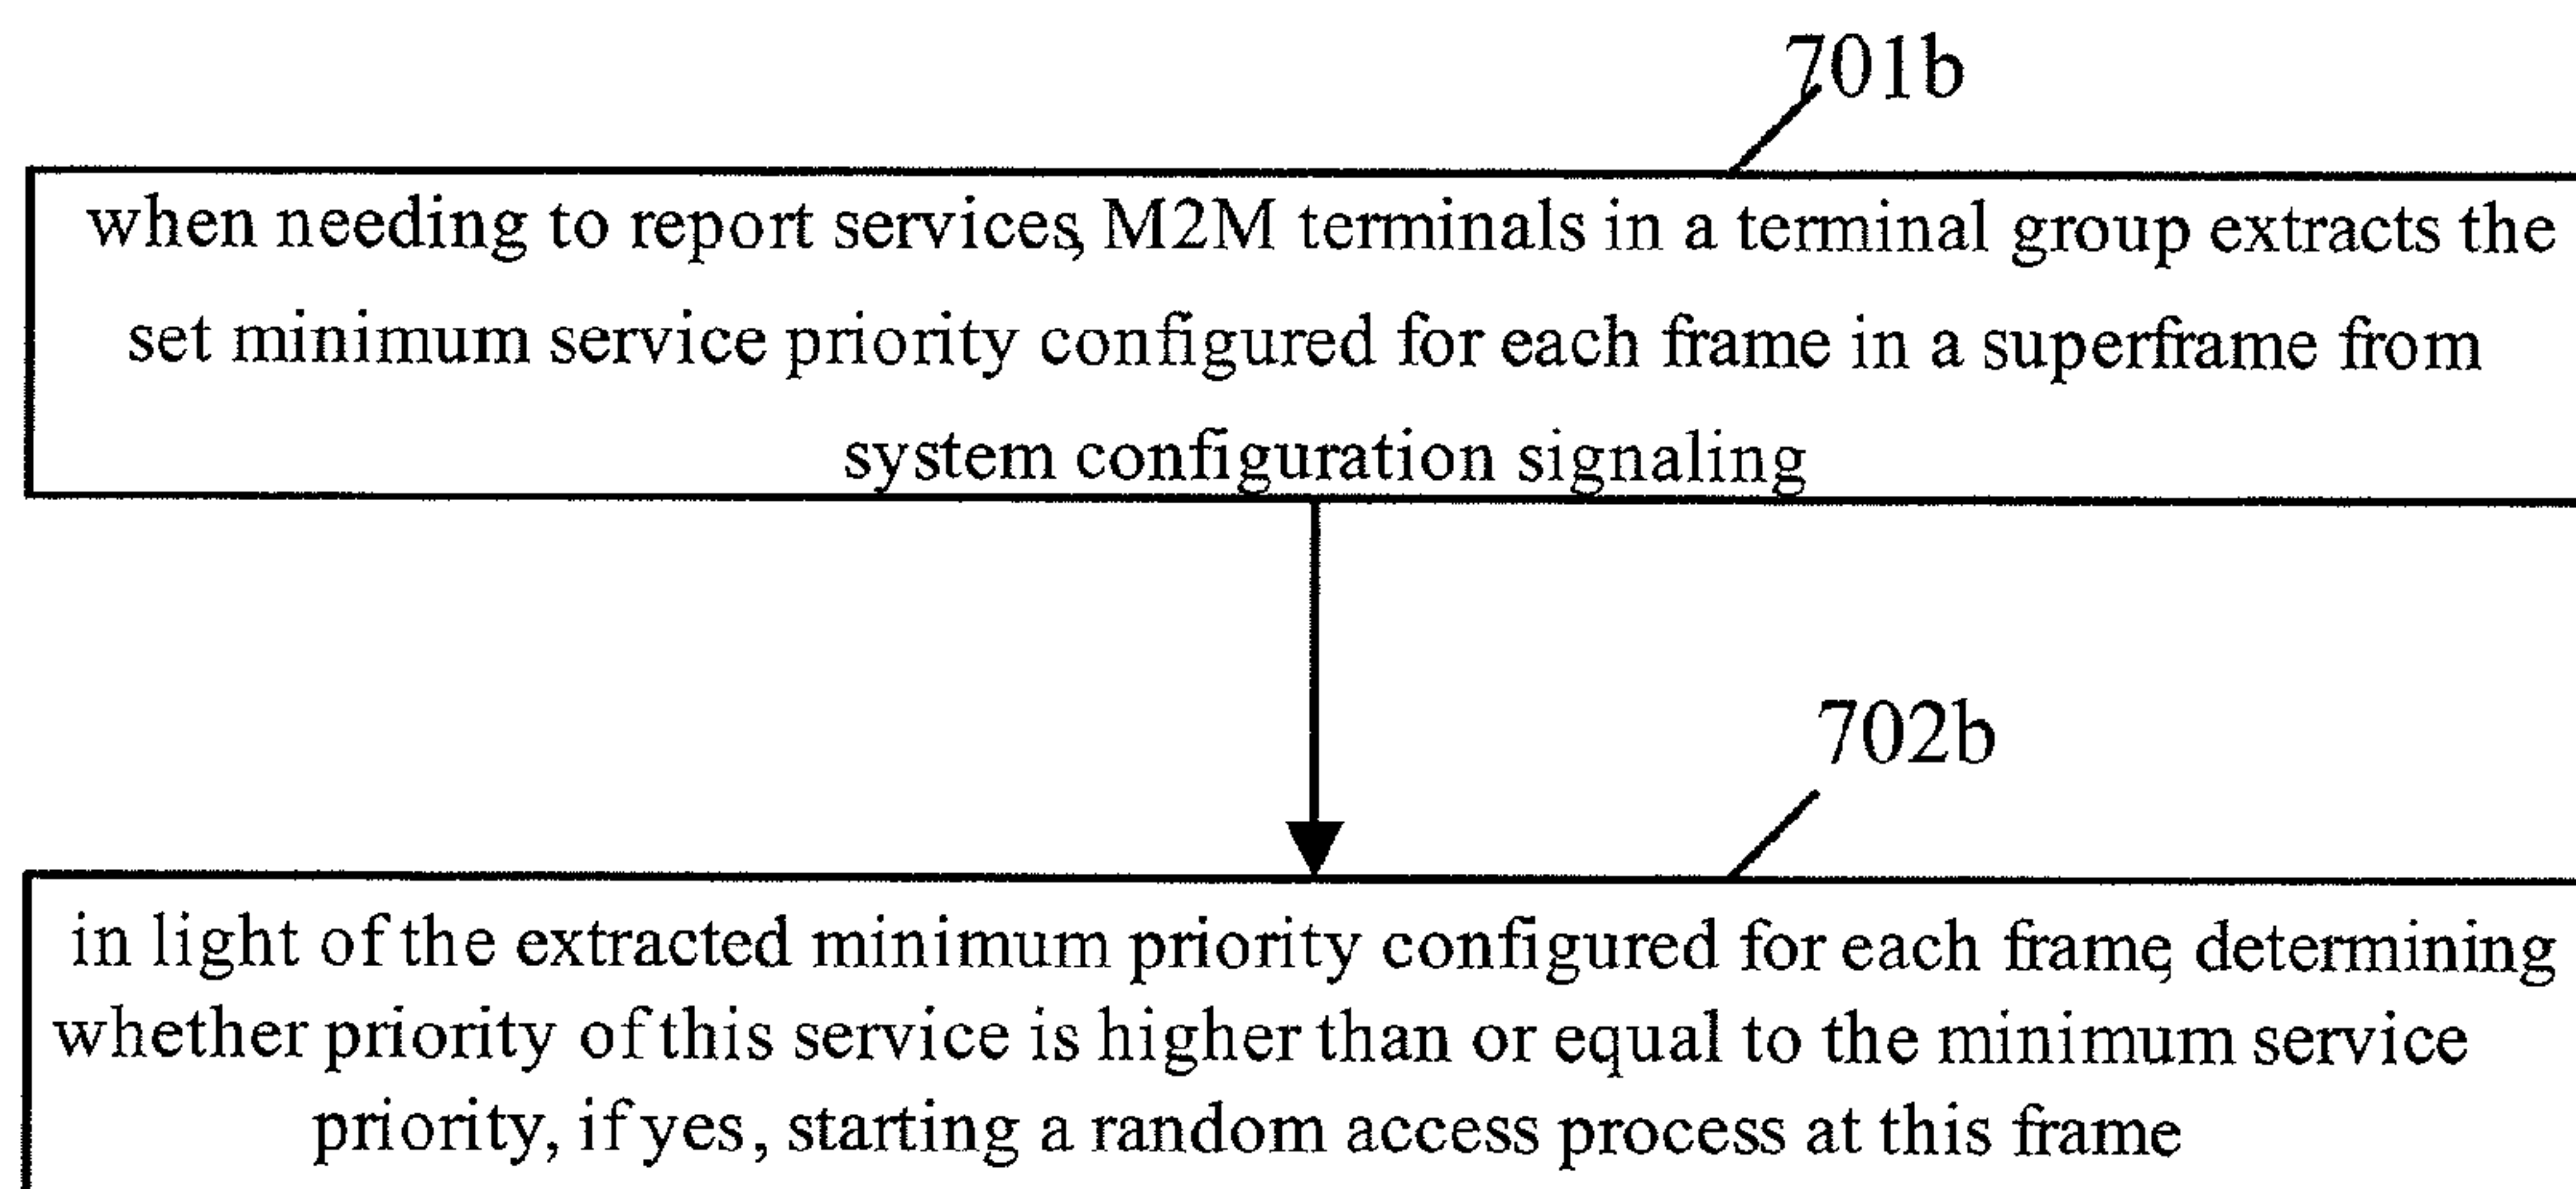 701b
when needing to report services, M2M terminals in a terminal group extracts the
set minimum service priority configured for each frame in a superframe from
system configuration signaling
702b
in light of the extracted minimum priority configured for each frame, determining
whether priority of this service is higher than or equal to the minimum service
priority, if yes, starting a random access process at this frame